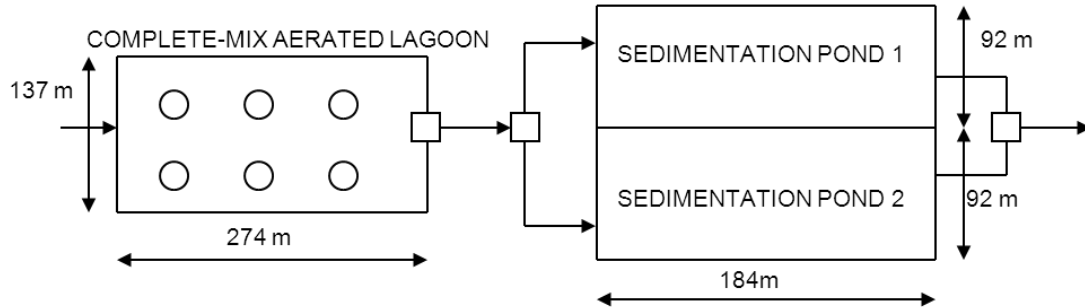 COMPLETE-MIX AERATED LAGOON
137 m
274 m
SEDIMENTATION POND 1
92 m
SEDIMENTATION POND 2
92 m
184m